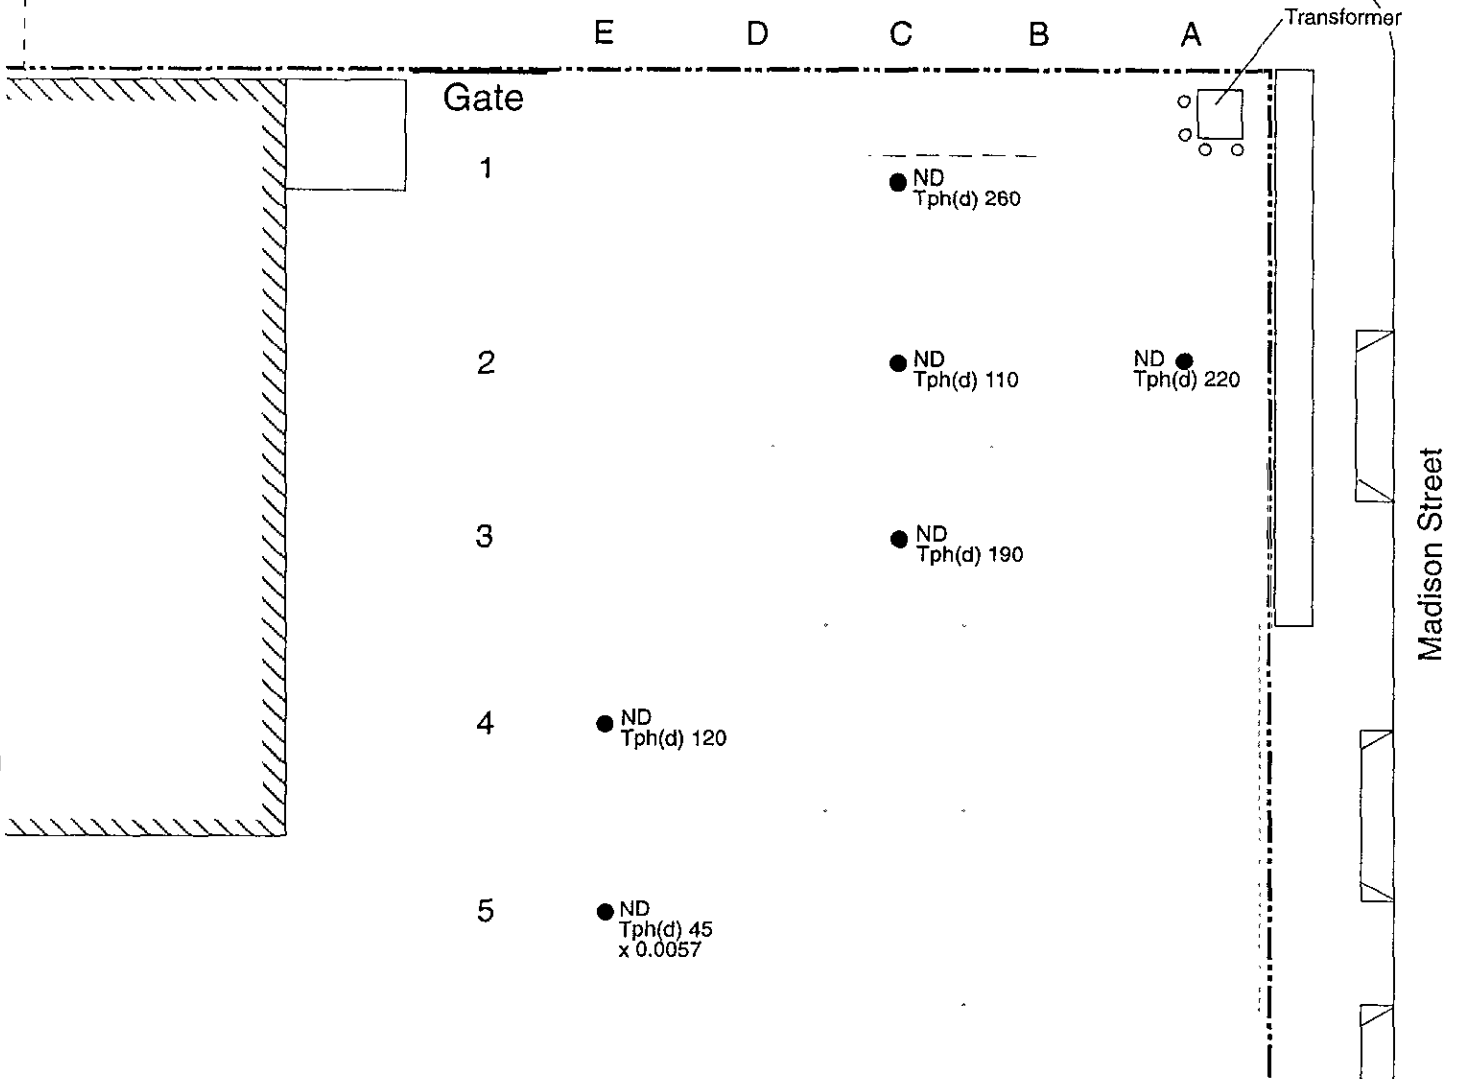 Transformer
E D C B A
Gate
1
ND
Tph(d) 260
2
ND
Tph(d) 110
ND
Tph(d) 220
3
ND
Tph(d) 190
Madison Street
4
ND
Tph(d) 120
5
ND
Tph(d) 45
x 0.0057